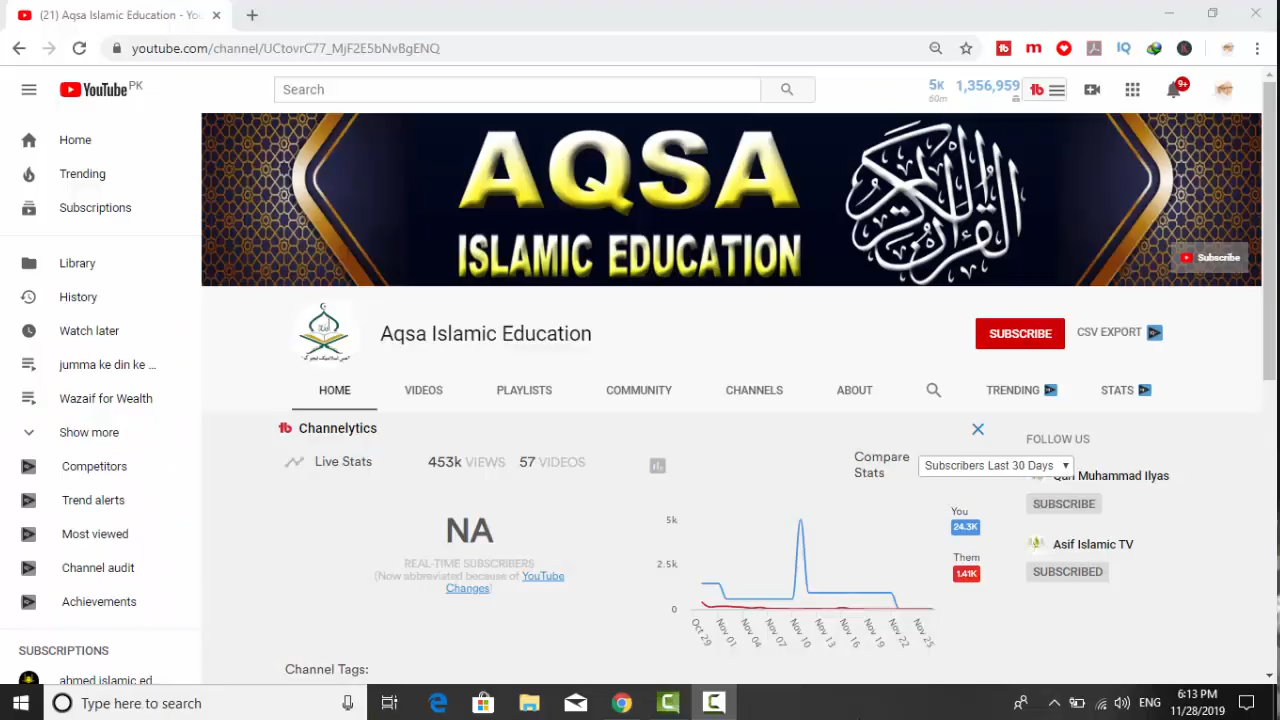 (21) Aqsa Islamic Education - You
youtube.com/channel/UCtovrC77_MjF2E5bNvBgENQ
IQ
YouTube PK
Search
5K
60m
1,356,959
9+
Home
Trending
Subscriptions
Library
History
Watch later
jumma ke din ke ...
Wazaif for Wealth
Show more
Competitors
Trend alerts
Most viewed
Channel audit
Achievements
SUBSCRIPTIONS
ahmed islamic ed
AQSA
ISLAMIC EDUCATION
القرآن الكريم
Subscribe
Aqsa Islamic Education
SUBSCRIBE
CSV EXPORT
HOME VIDEOS PLAYLISTS COMMUNITY CHANNELS ABOUT TRENDING STATS
Channelytics
Live Stats
453k VIEWS 57 VIDEOS
Compare Stats
Subscribers Last 30 Days
NA
REAL-TIME SUBSCRIBERS
(Now abbreviated because of YouTube
Changes)
5k
2.5k
0
Oct 29 Nov 01 Nov 04 Nov 07 Nov 10 Nov 13 Nov 16 Nov 19 Nov 22 Nov 25
You
24.3K
Them
1.41K
FOLLOW US
Qari Muhammad Ilyas
SUBSCRIBE
Asif Islamic TV
SUBSCRIBED
Channel Tags:
Type here to search
ENG
6:13 PM
11/28/2019